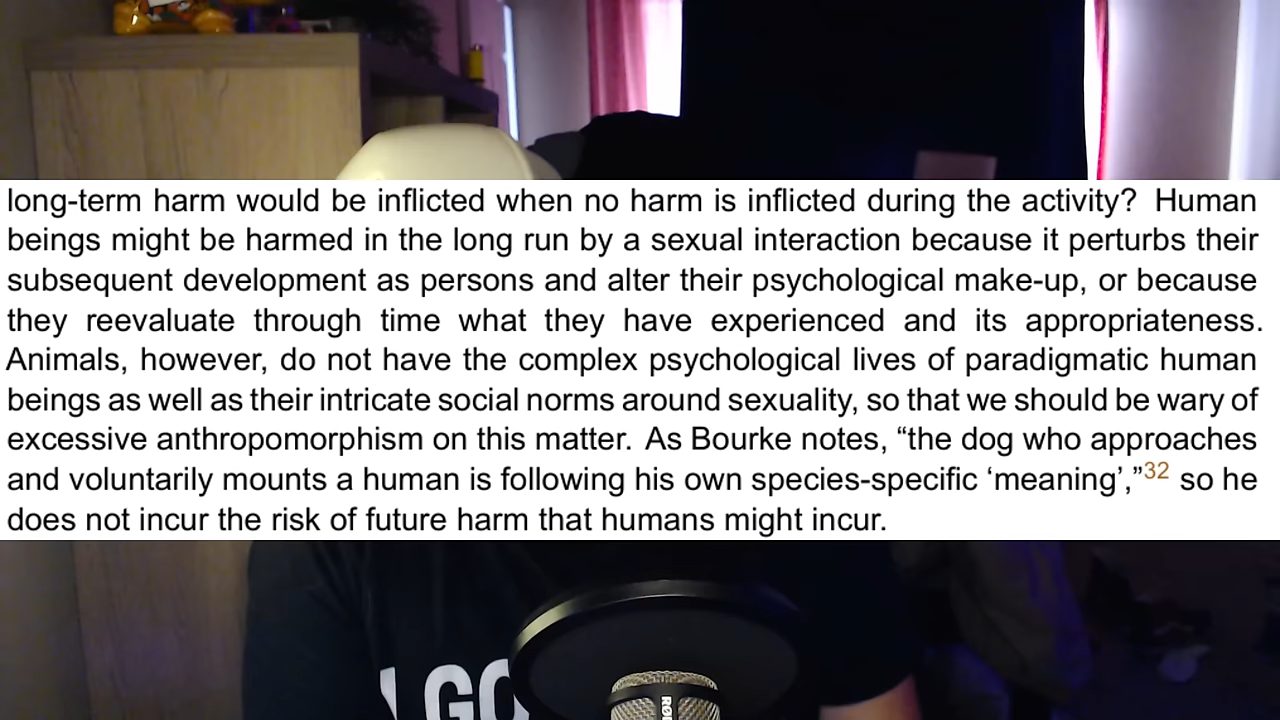 long-term harm would be inflicted when no harm is inflicted during the activity? Human
beings might be harmed in the long run by a sexual interaction because it perturbs their
subsequent development as persons and alter their psychological make-up, or because
they reevaluate through time what they have experienced and its appropriateness.
Animals, however, do not have the complex psychological lives of paradigmatic human
beings as well as their intricate social norms around sexuality, so that we should be wary of
excessive anthropomorphism on this matter. As Bourke notes, “the dog who approaches
and voluntarily mounts a human is following his own species-specific ‘meaning’,”32 so he
does not incur the risk of future harm that humans might incur.
GO
RØDE